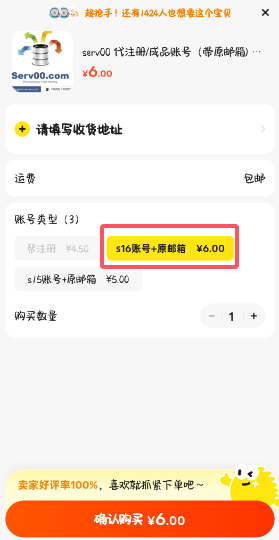 超抢手！还有1424人也想要这个宝贝
Serv00.com
serv00 代注册/成品账号（带原邮箱）...
¥6.00
请填写收货地址
运费
包邮
账号类型（3）
帮注册 ¥4.50
s16账号+原邮箱 ¥6.00
s15账号+原邮箱 ¥5.00
购买数量
− 1 +
卖家好评率100%，喜欢就抓紧下单吧～
确认购买 ¥6.00